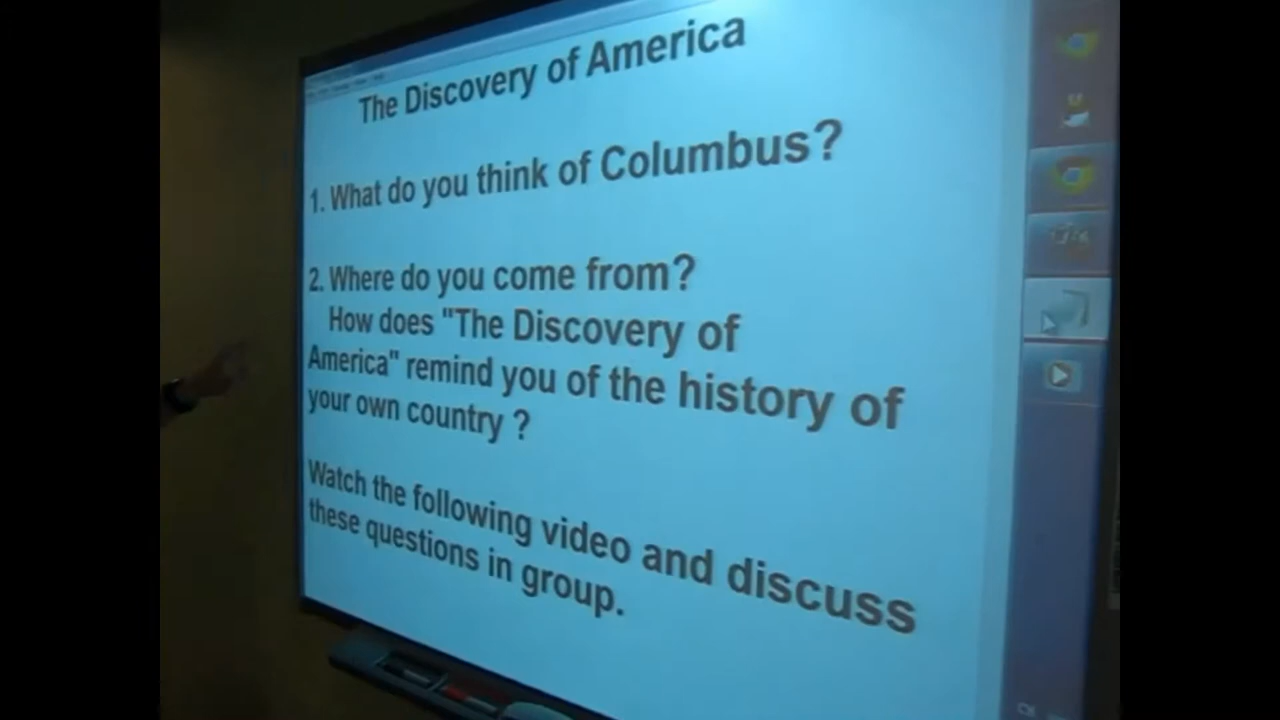 The Discovery of America
1. What do you think of Columbus?
2. Where do you come from?
How does "The Discovery of
America" remind you of the history of
your own country ?
Watch the following video and discuss
these questions in group.